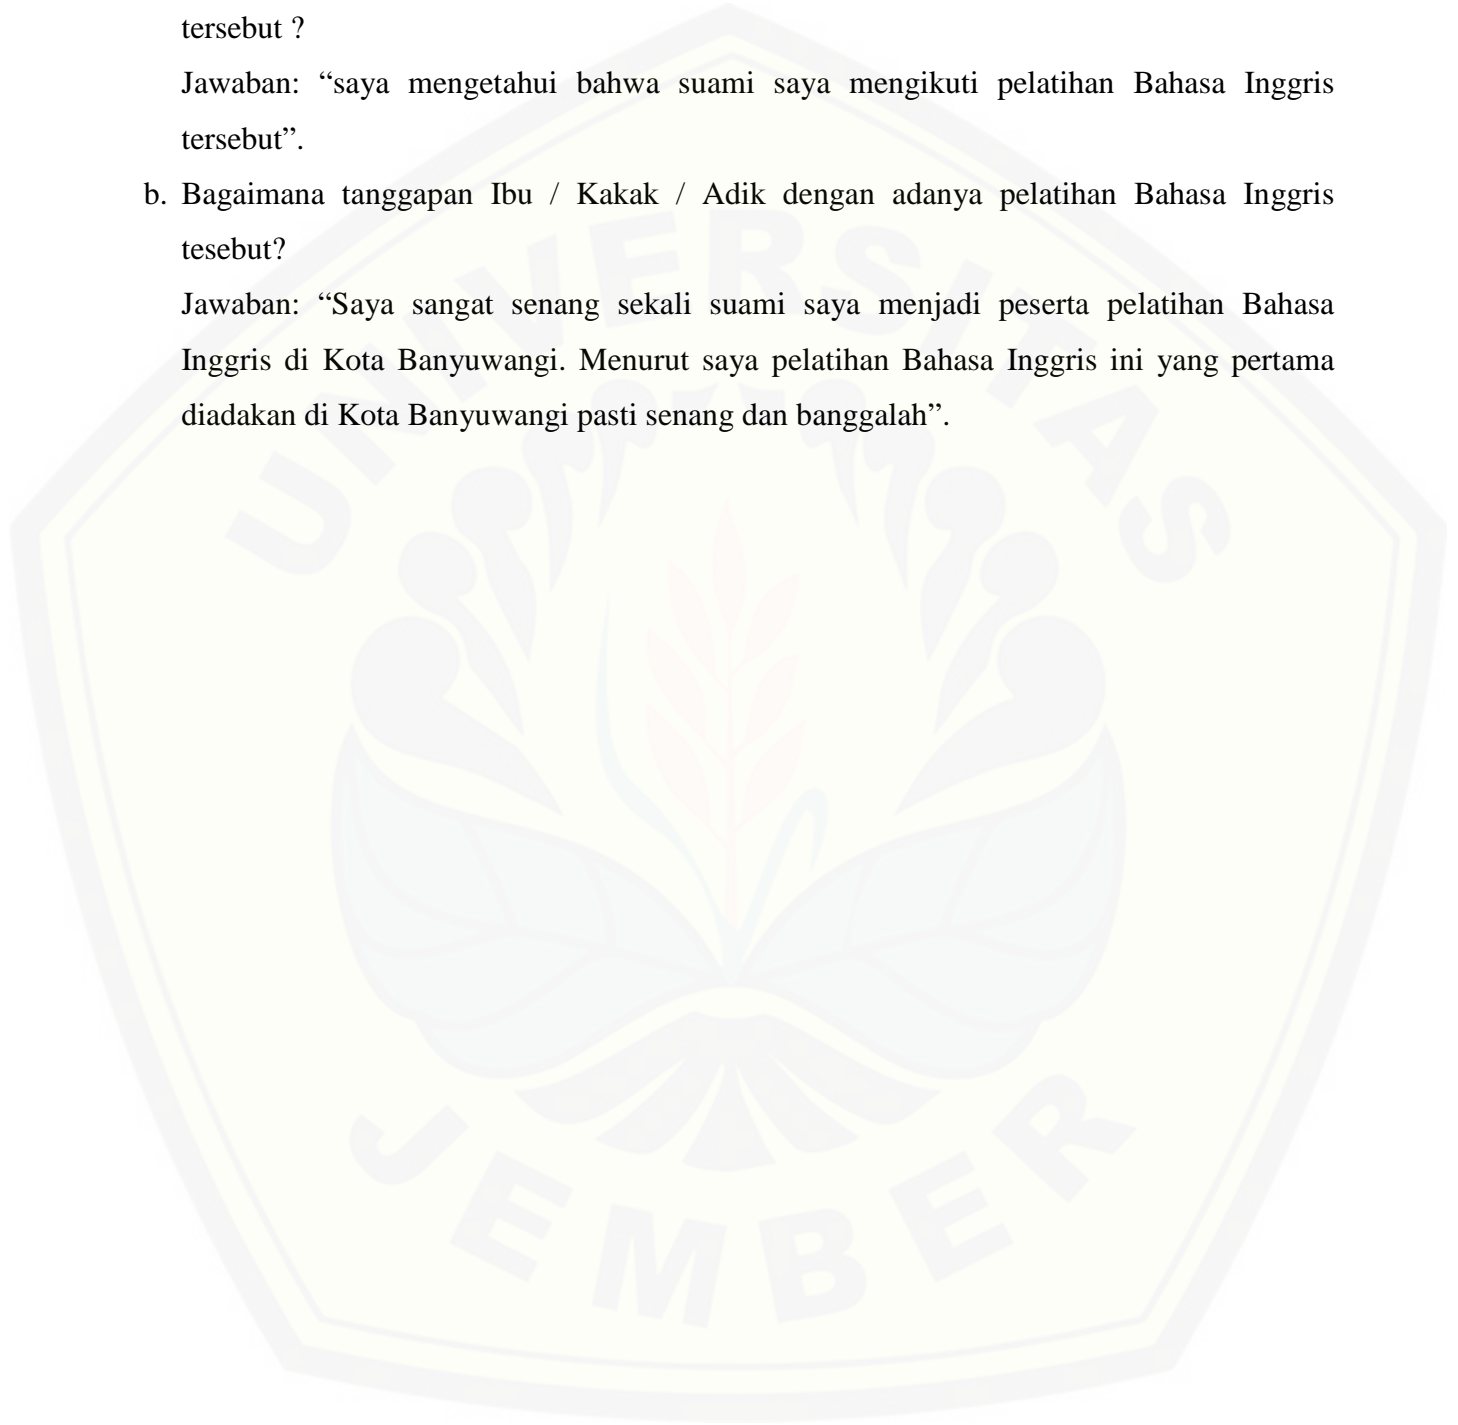 tersebut ?
Jawaban: “saya mengetahui bahwa suami saya mengikuti pelatihan Bahasa Inggris
tersebut”.
b. Bagaimana tanggapan Ibu / Kakak / Adik dengan adanya pelatihan Bahasa Inggris
tesebut?
Jawaban: “Saya sangat senang sekali suami saya menjadi peserta pelatihan Bahasa
Inggris di Kota Banyuwangi. Menurut saya pelatihan Bahasa Inggris ini yang pertama
diadakan di Kota Banyuwangi pasti senang dan banggalah”.
UNIVERSITAS
JEMBER